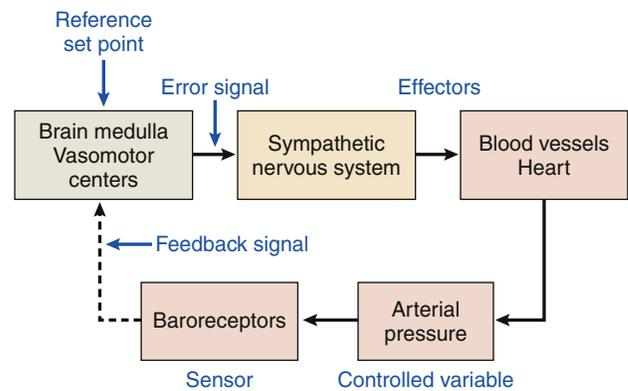 Reference
set point
Error signal
Effectors
Brain medulla
Vasomotor
centers
Sympathetic
nervous system
Blood vessels
Heart
Feedback signal
Baroreceptors
Arterial
pressure
Sensor
Controlled variable